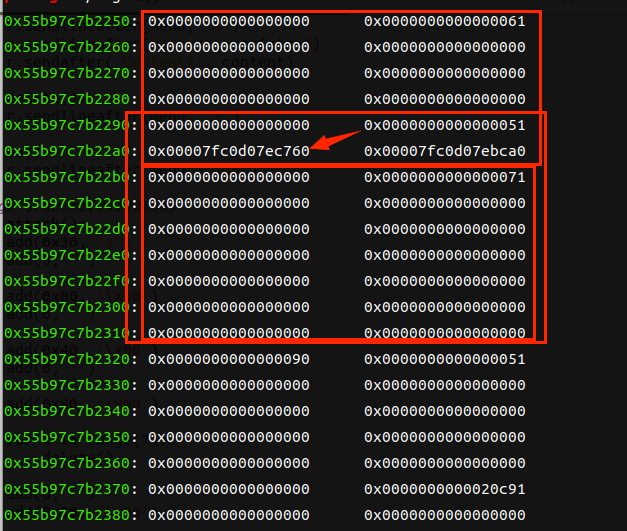 0x55b97c7b2250: 0x0000000000000000 0x0000000000000061
0x55b97c7b2260: 0x0000000000000000 0x0000000000000000
0x55b97c7b2270: 0x0000000000000000 0x0000000000000000
0x55b97c7b2280: 0x0000000000000000 0x0000000000000000
0x55b97c7b2290: 0x0000000000000000 0x0000000000000051
0x55b97c7b22a0: 0x00007fc0d07ec760 0x00007fc0d07ebca0
0x55b97c7b22b0: 0x0000000000000000 0x0000000000000071
0x55b97c7b22c0: 0x0000000000000000 0x0000000000000000
0x55b97c7b22d0: 0x0000000000000000 0x0000000000000000
0x55b97c7b22e0: 0x0000000000000000 0x0000000000000000
0x55b97c7b22f0: 0x0000000000000000 0x0000000000000000
0x55b97c7b2300: 0x0000000000000000 0x0000000000000000
0x55b97c7b2310: 0x0000000000000000 0x0000000000000000
0x55b97c7b2320: 0x0000000000000090 0x0000000000000051
0x55b97c7b2330: 0x0000000000000000 0x0000000000000000
0x55b97c7b2340: 0x0000000000000000 0x0000000000000000
0x55b97c7b2350: 0x0000000000000000 0x0000000000000000
0x55b97c7b2360: 0x0000000000000000 0x0000000000000000
0x55b97c7b2370: 0x0000000000000000 0x0000000000020c91
0x55b97c7b2380: 0x0000000000000000 0x0000000000000000